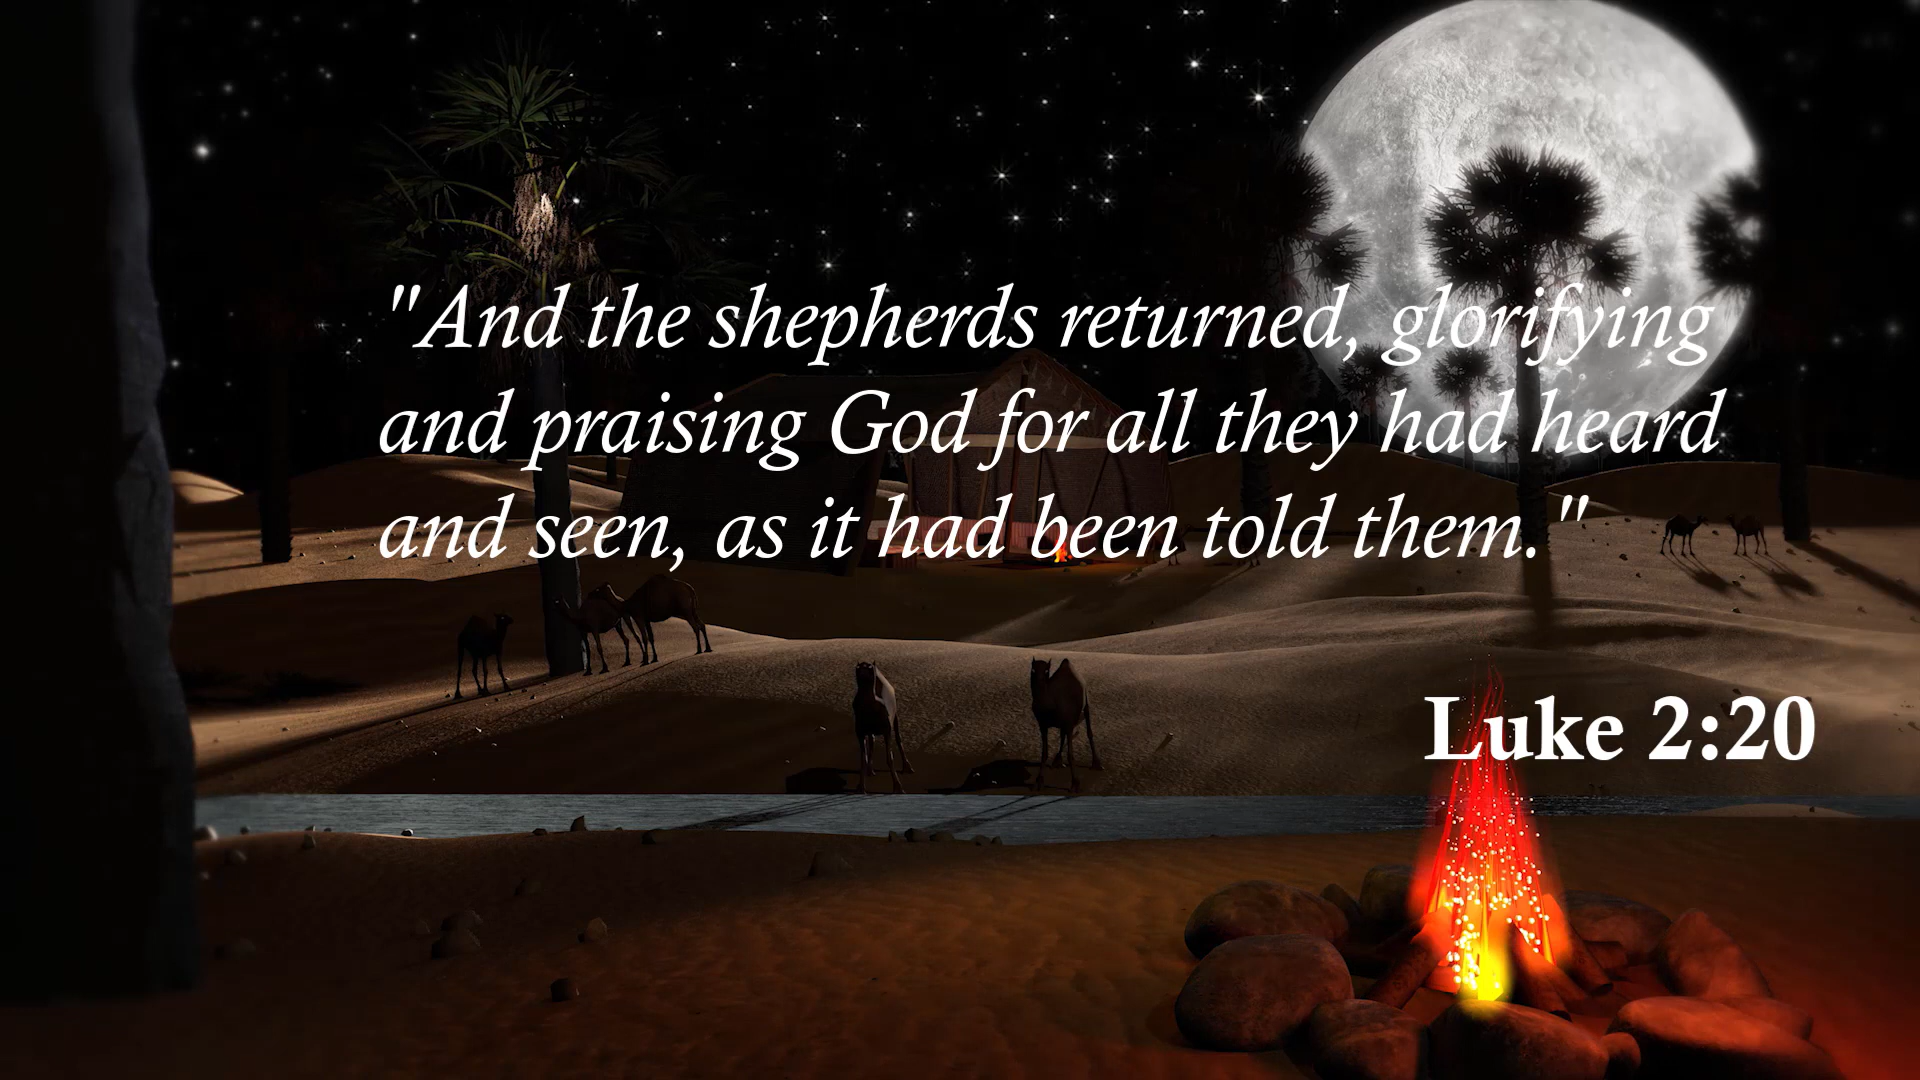 "And the shepherds returned, glorifying
and praising God for all they had heard
and seen, as it had been told them."
Luke 2:20